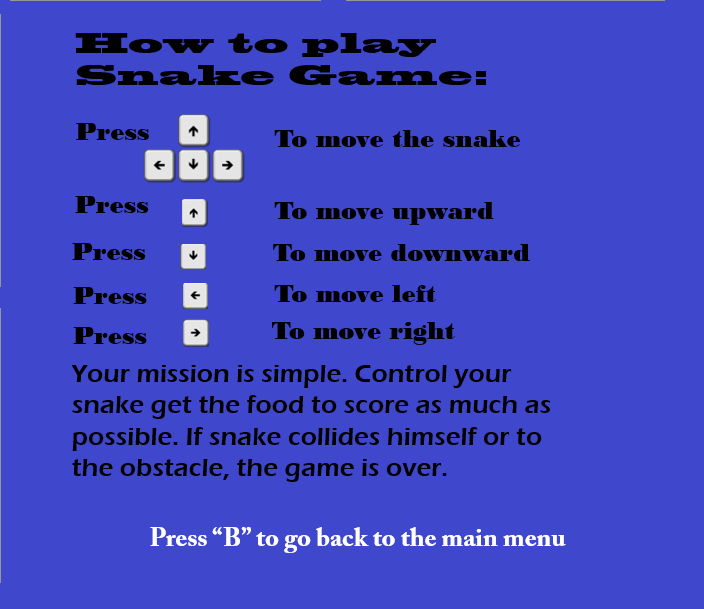 How to play
Snake Game:
Press ↑ ← ↓ → To move the snake
Press ↑ To move upward
Press ↓ To move downward
Press ← To move left
Press → To move right
Your mission is simple. Control your
snake get the food to score as much as
possible. If snake collides himself or to
the obstacle, the game is over.
Press “B” to go back to the main menu